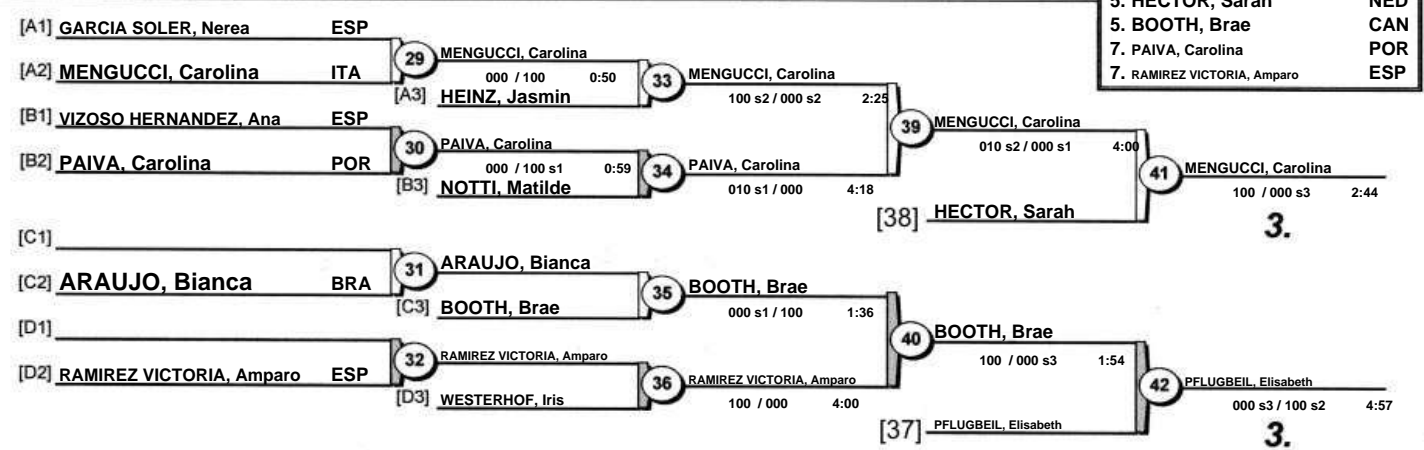 5. HECTOR, Sarah NED
5. BOOTH, Brae CAN
7. PAIVA, Carolina POR
7. RAMIREZ VICTORIA, Amparo ESP
[A1] GARCIA SOLER, Nerea ESP
29 MENGUCCI, Carolina
[A2] MENGUCCI, Carolina ITA
000 / 100 0:50
33 MENGUCCI, Carolina
[A3] HEINZ, Jasmin
100 s2 / 000 s2 2:25
[B1] VIZOSO HERNANDEZ, Ana ESP
39 MENGUCCI, Carolina
30 PAIVA, Carolina
010 s2 / 000 s1 4:00
[B2] PAIVA, Carolina POR
000 / 100 s1 0:59
34 PAIVA, Carolina
41 MENGUCCI, Carolina
[B3] NOTTI, Matilde
010 s1 / 000 4:18
100 / 000 s3 2:44
[38] HECTOR, Sarah
3.
[C1]
31 ARAUJO, Bianca
[C2] ARAUJO, Bianca BRA
35 BOOTH, Brae
[C3] BOOTH, Brae
000 s1 / 100 1:36
[D1]
40 BOOTH, Brae
32 RAMIREZ VICTORIA, Amparo
100 / 000 s3 1:54
[D2] RAMIREZ VICTORIA, Amparo ESP
36 RAMIREZ VICTORIA, Amparo
42 PFLUGBEIL, Elisabeth
[D3] WESTERHOF, Iris
100 / 000 4:00
000 s3 / 100 s2 4:57
[37] PFLUGBEIL, Elisabeth
3.